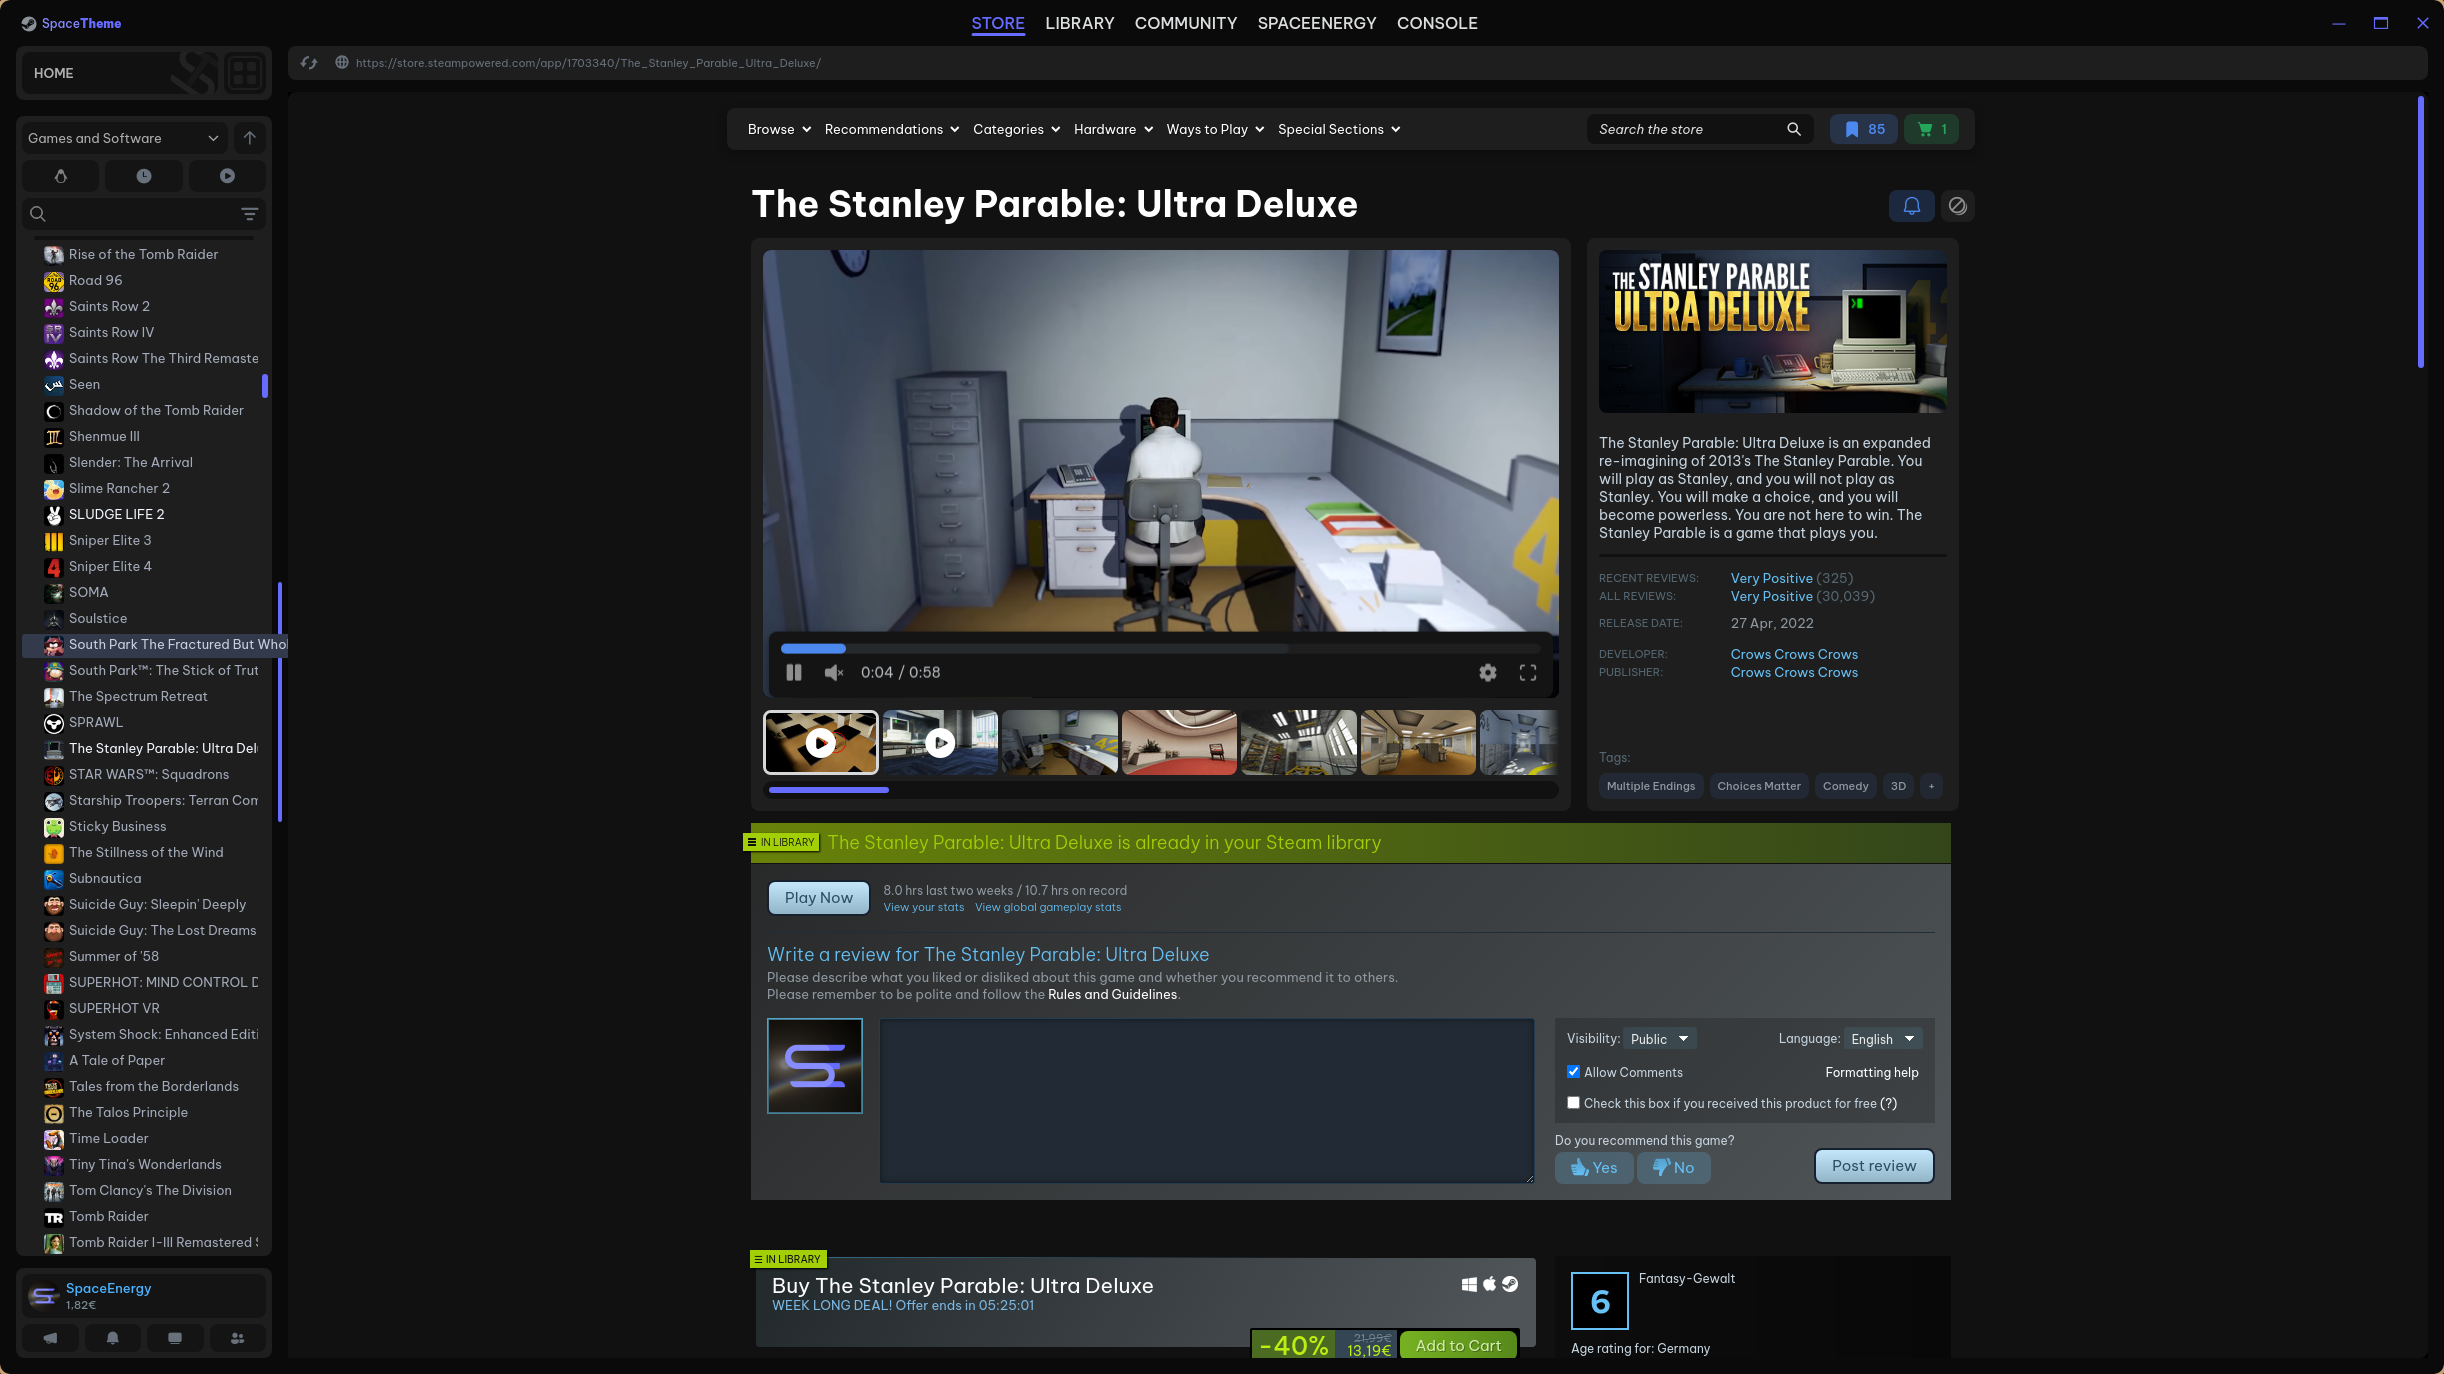 SpaceTheme
STORE LIBRARY COMMUNITY SPACEENERGY CONSOLE
HOME
https://store.steampowered.com/app/1703340/The_Stanley_Parable_Ultra_Deluxe/
Games and Software
Rise of the Tomb Raider
Road 96
Saints Row 2
Saints Row IV
Saints Row The Third Remaste
Seen
Shadow of the Tomb Raider
Shenmue III
Slender: The Arrival
Slime Rancher 2
SLUDGE LIFE 2
Sniper Elite 3
Sniper Elite 4
SOMA
Soulstice
South Park The Fractured But Whol
South Park™: The Stick of Trut
The Spectrum Retreat
SPRAWL
The Stanley Parable: Ultra Del
STAR WARS™: Squadrons
Starship Troopers: Terran Com
Sticky Business
The Stillness of the Wind
Subnautica
Suicide Guy: Sleepin' Deeply
Suicide Guy: The Lost Dreams
Summer of '58
SUPERHOT: MIND CONTROL D
SUPERHOT VR
System Shock: Enhanced Editi
A Tale of Paper
Tales from the Borderlands
The Talos Principle
Time Loader
Tiny Tina's Wonderlands
Tom Clancy's The Division
Tomb Raider
Tomb Raider I-III Remastered S
SpaceEnergy
1,82€
Browse Recommendations Categories Hardware Ways to Play Special Sections
Search the store
85
1
The Stanley Parable: Ultra Deluxe
0:04 / 0:58
THE STANLEY PARABLE
ULTRA DELUXE
The Stanley Parable: Ultra Deluxe is an expanded
re-imagining of 2013's The Stanley Parable. You
will play as Stanley, and you will not play as
Stanley. You will make a choice, and you will
become powerless. You are not here to win. The
Stanley Parable is a game that plays you.
RECENT REVIEWS: Very Positive (325)
ALL REVIEWS: Very Positive (30,039)
RELEASE DATE: 27 Apr, 2022
DEVELOPER: Crows Crows Crows
PUBLISHER: Crows Crows Crows
Tags:
Multiple Endings Choices Matter Comedy 3D +
IN LIBRARY The Stanley Parable: Ultra Deluxe is already in your Steam library
Play Now
8.0 hrs last two weeks / 10.7 hrs on record
View your stats View global gameplay stats
Write a review for The Stanley Parable: Ultra Deluxe
Please describe what you liked or disliked about this game and whether you recommend it to others.
Please remember to be polite and follow the Rules and Guidelines.
Visibility: Public Language: English
Allow Comments Formatting help
Check this box if you received this product for free (?)
Do you recommend this game?
Yes No
Post review
IN LIBRARY
Buy The Stanley Parable: Ultra Deluxe
WEEK LONG DEAL! Offer ends in 05:25:01
-40%
21,99€
13,19€
Add to Cart
6
Fantasy-Gewalt
Age rating for: Germany